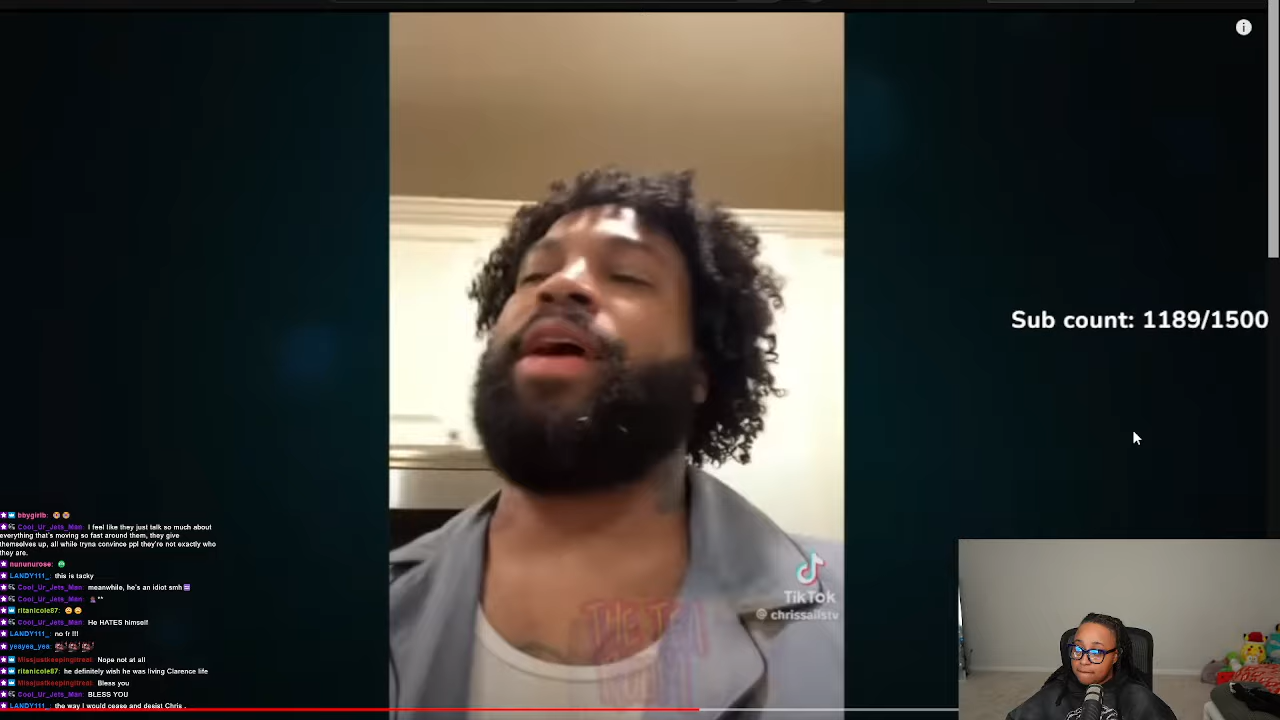 Sub count: 1189/1500
bbygirlb:
Cool_Ur_Jets_Man: I feel like they just talk so much about
everything that's moving so fast around them, they give
themselves up, all while tryna convince ppl they're not exactly who
they are.
nununurose:
LANDY111_: this is tacky
Cool_Ur_Jets_Man: meanwhile, he's an idiot smh
Cool_Ur_Jets_Man: **
ritanicole87:
Cool_Ur_Jets_Man: He HATES himself
LANDY111_: no fr !!!
yesyea_yea:
Missjustkeepingitreal: Nope not at all
ritanicole87: he definitely wish he was living Clarence life
Missjustkeepingitreal: Bless you
Cool_Ur_Jets_Man: BLESS YOU
LANDY111_: the way I would cease and desist Chris .
TikTok
@ chrissailstv